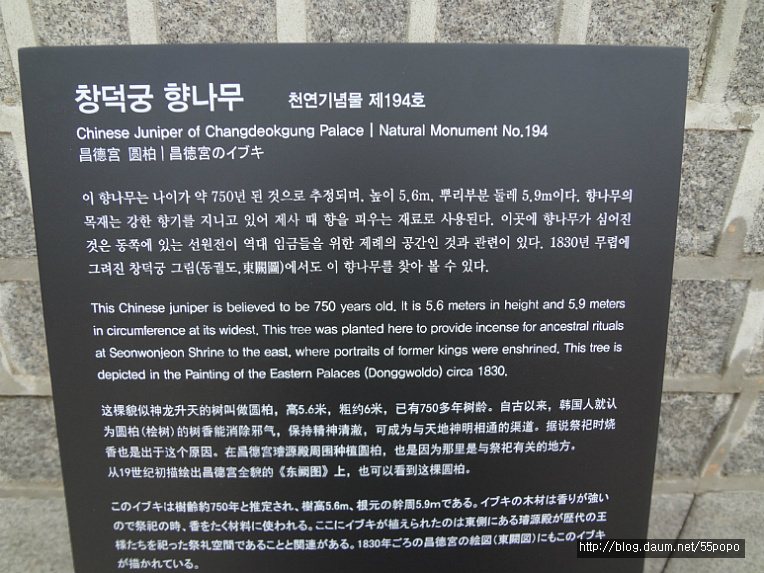 창덕궁 향나무 천연기념물 제194호
Chinese Juniper of Changdeokgung Palace | Natural Monument No.194
昌德宮 圆柏 | 昌德宮のイブキ
이 향나무는 나이가 약 750년 된 것으로 추정되며, 높이 5.6m, 뿌리부분 둘레 5.9m이다. 향나무의
목재는 강한 향기를 지니고 있어 제사 때 향을 피우는 재료로 사용된다. 이곳에 향나무가 심어진
것은 동쪽에 있는 선원전이 역대 임금들을 위한 제례의 공간인 것과 관련이 있다. 1830년 무렵에
그려진 창덕궁 그림(동궐도,東闕圖)에서도 이 향나무를 찾아 볼 수 있다.
This Chinese juniper is believed to be 750 years old. It is 5.6 meters in height and 5.9 meters
in circumference at its widest. This tree was planted here to provide incense for ancestral rituals
at Seonwonjeon Shrine to the east, where portraits of former kings were enshrined. This tree is
depicted in the Painting of the Eastern Palaces (Donggwoldo) circa 1830.
这棵貌似神龙升天的树叫做圆柏，高5.6米，粗约6米，已有750多年树龄。自古以来，韩国人就认
为圆柏(桧树)的树香能消除邪气，保持精神清澈，可成为与天地神明相通的渠道。据说祭祀时烧
香也是出于这个原因。在昌德宫璿源殿周围种植圆柏，也是因为那里是与祭祀有关的地方。
从19世纪初描绘出昌德宫全貌的《东阙图》上，也可以看到这棵圆柏。
このイブキは樹齢約750年と推定され、樹高5.6m、根元の幹周5.9mである。イブキの木材は香りが強い
ので祭祀の時、香をたく材料に使われる。ここにイブキが植えられたのは東側にある璿源殿が歴代の王
様たちを祀った祭礼空間であることと関連がある。1830年ごろの昌徳宮の絵図(東闕図)にもこのイブキ
が描かれている。
http://blog.daum.net/55popo